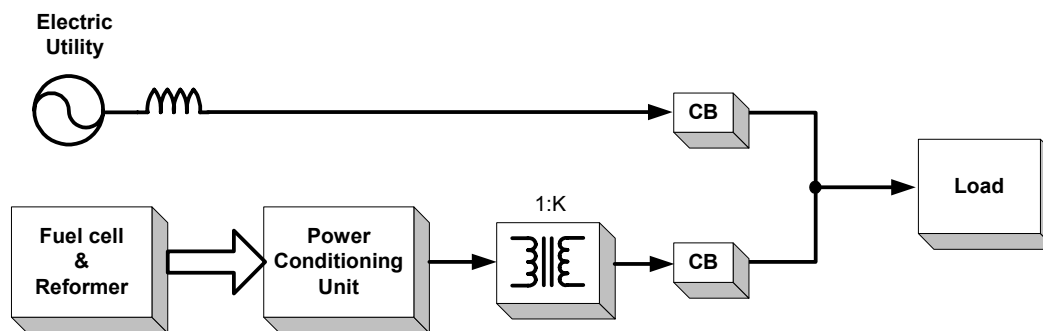 Electric
Utility
CB
Load
1:K
Fuel cell
&
Reformer
Power
Conditioning
Unit
CB